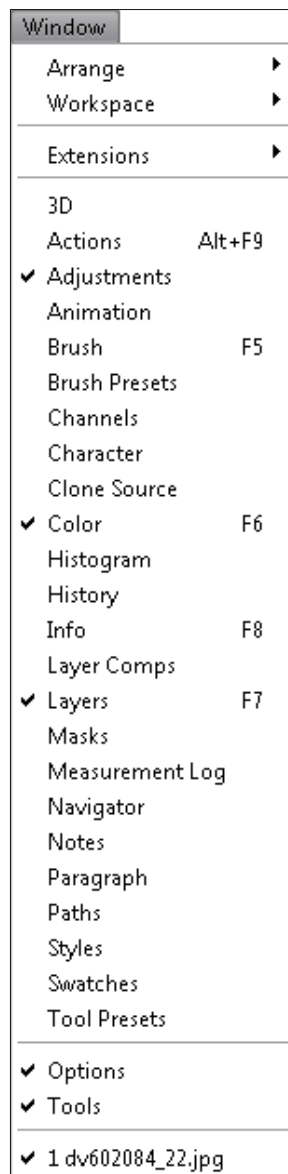 Window
Arrange
Workspace
Extensions
3D
Actions Alt+F9
Adjustments
Animation
Brush F5
Brush Presets
Channels
Character
Clone Source
Color F6
Histogram
History
Info F8
Layer Comps
Layers F7
Masks
Measurement Log
Navigator
Notes
Paragraph
Paths
Styles
Swatches
Tool Presets
Options
Tools
1 dv602084_22.jpg